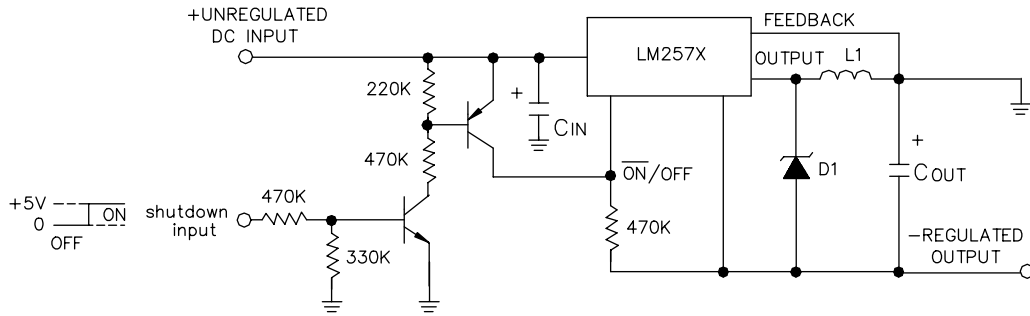 +UNREGULATED
DC INPUT
FEEDBACK
LM257X
OUTPUT
L1
220K
+
CIN
470K
ON/OFF
D1
+
COUT
+5V
0
ON
OFF
shutdown
input
470K
330K
470K
−REGULATED
OUTPUT